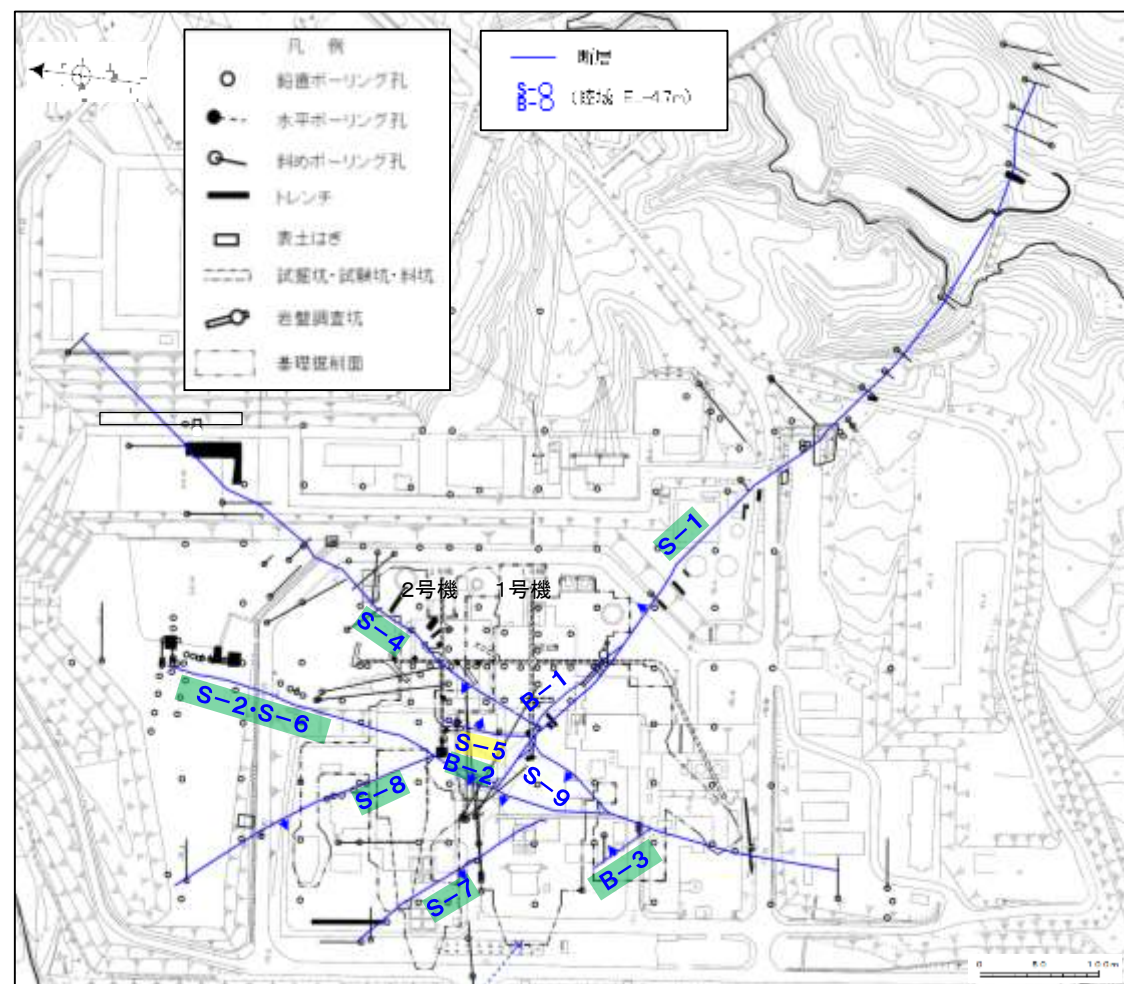 凡 例
鉛直ボーリング孔
水平ボーリング孔
斜めボーリング孔
トレンチ
表土はぎ
試掘坑・試験坑・斜坑
岩盤調査坑
基礎掘削面
断層
S-8
B-8
S-1
2号機
1号機
S-4
B-1
S-2・S-6
S-5
B-2
S-9
S-8
B-3
S-7
0 50 100m